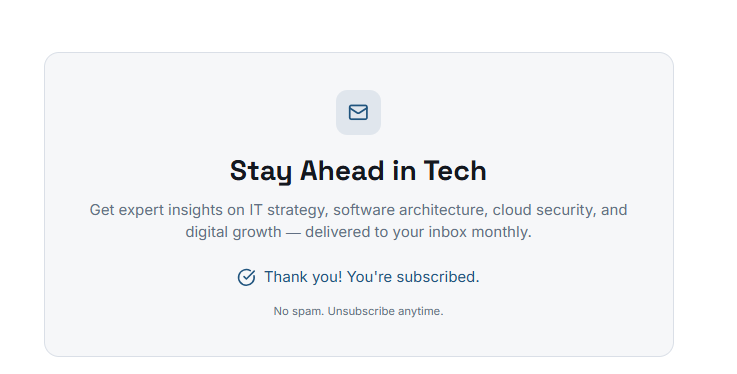 Stay Ahead in Tech
Get expert insights on IT strategy, software architecture, cloud security, and
digital growth — delivered to your inbox monthly.
Thank you! You're subscribed.
No spam. Unsubscribe anytime.